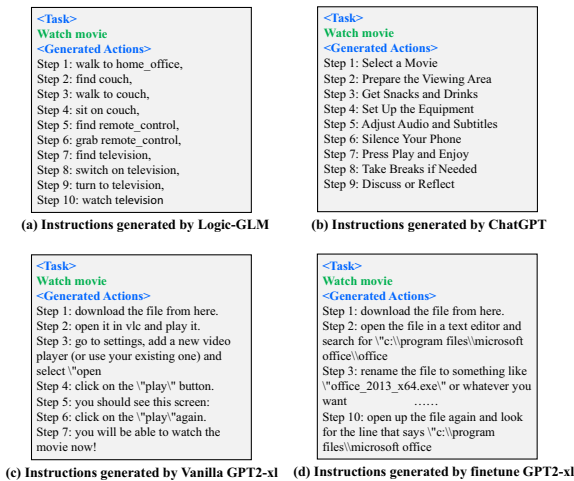 <Task>
Watch movie
<Generated Actions>
Step 1: walk to home_office,
Step 2: find couch,
Step 3: walk to couch,
Step 4: sit on couch,
Step 5: find remote_control,
Step 6: grab remote_control,
Step 7: find television,
Step 8: switch on television,
Step 9: turn to television,
Step 10: watch television
(a) Instructions generated by Logic-GLM
<Task>
Watch movie
<Generated Actions>
Step 1: Select a Movie
Step 2: Prepare the Viewing Area
Step 3: Get Snacks and Drinks
Step 4: Set Up the Equipment
Step 5: Adjust Audio and Subtitles
Step 6: Silence Your Phone
Step 7: Press Play and Enjoy
Step 8: Take Breaks if Needed
Step 9: Discuss or Reflect
(b) Instructions generated by ChatGPT
<Task>
Watch movie
<Generated Actions>
Step 1: download the file from here.
Step 2: open it in vlc and play it.
Step 3: go to settings, add a new video
player (or use your existing one) and
select \"open
Step 4: click on the \"play\" button.
Step 5: you should see this screen:
Step 6: click on the \"play\"again.
Step 7: you will be able to watch the
movie now!
(c) Instructions generated by Vanilla GPT2-xl
<Task>
Watch movie
<Generated Actions>
Step 1: download the file from here.
Step 2: open the file in a text editor and
search for \"c:\\program files\\microsoft
office\\office
Step 3: rename the file to something like
\"office_2013_x64.exe\" or whatever you
want ......
Step 10: open up the file again and look
for the line that says \"c:\\program
files\\microsoft office
(d) Instructions generated by finetune GPT2-xl